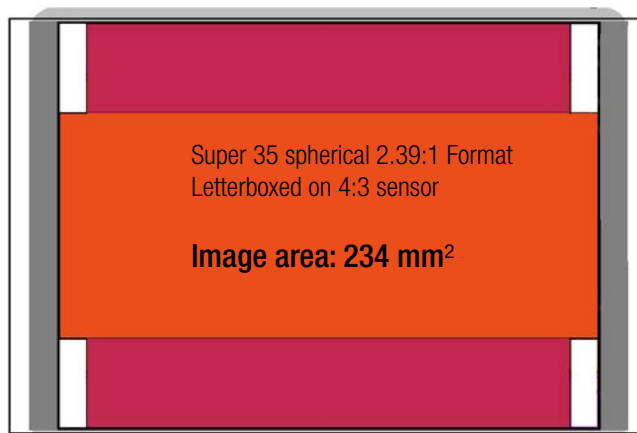 Super 35 spherical 2.39:1 Format
Letterboxed on 4:3 sensor
Image area: 234 mm²